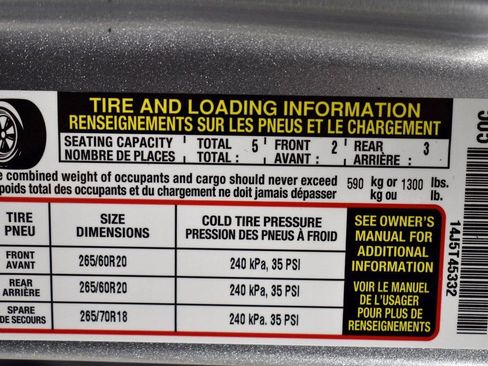 TIRE AND LOADING INFORMATION
RENSEIGNEMENTS SUR LES PNEUS ET LE CHARGEMENT
SEATING CAPACITY TOTAL 5 FRONT 2 REAR 3
NOMBRE DE PLACES TOTAL : AVANT : ARRIÈRE :
combined weight of occupants and cargo should never exceed 590 kg or 1300 lbs.
poids total des occupants et du chargement ne doit jamais dépasser kg ou lb.
TIRE SIZE COLD TIRE PRESSURE
PNEU DIMENSIONS PRESSION DES PNEUS À FROID
FRONT
AVANT 265/60R20 240 kPa, 35 PSI
REAR
ARRIÈRE 265/60R20 240 kPa, 35 PSI
SPARE
DE SECOURS 265/70R18 240 kPa. 35 PSI
SEE OWNER'S
MANUAL FOR
ADDITIONAL
INFORMATION
VOIR LE MANUEL
DE L'USAGER
POUR PLUS DE
RENSEIGNEMENTS
14J5T45332